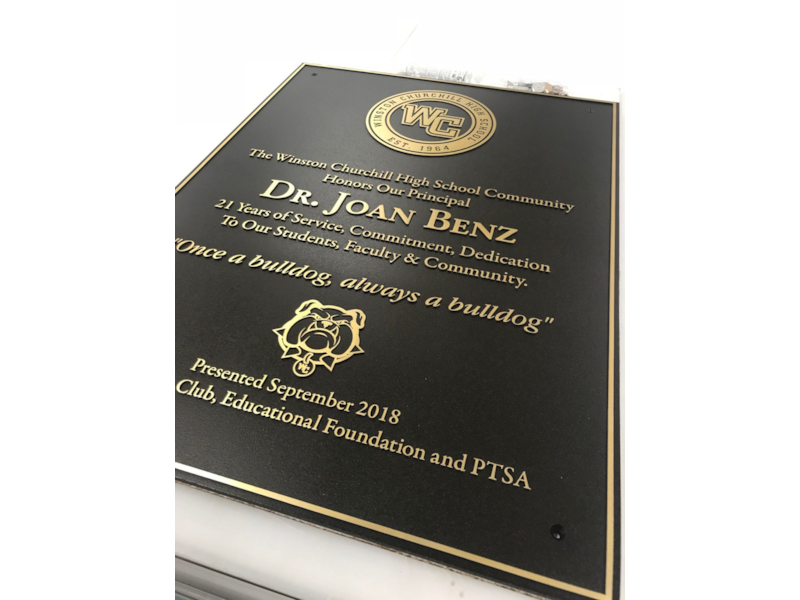 WINSTON CHURCHILL HIGH SCHOOL
WC
EST. 1964
The Winston Churchill High School Community
Honors Our Principal
Dr. Joan Benz
21 Years of Service, Commitment, Dedication
To Our Students, Faculty & Community.
"Once a bulldog, always a bulldog"
WC
Presented September 2018
Club, Educational Foundation and PTSA